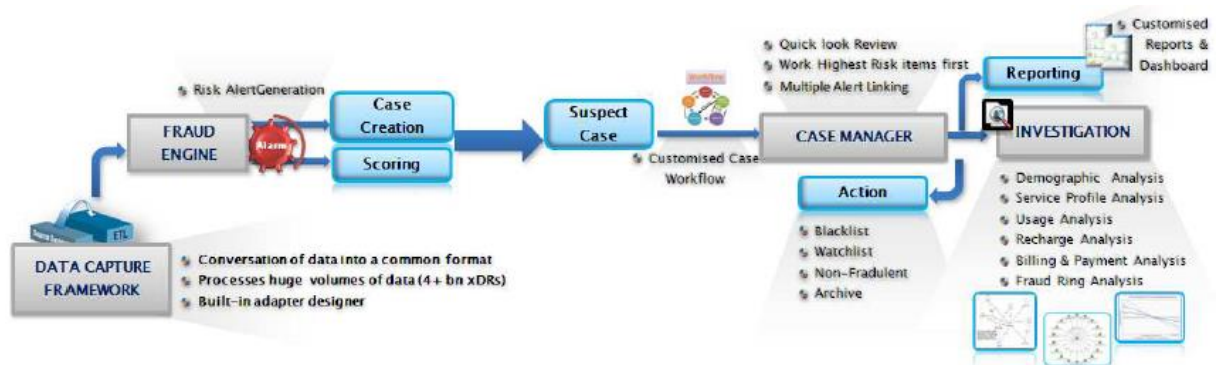 Customised
Reports &
Dashboard
Quick look Review
Work Highest Risk items first
Multiple Alert Linking
Reporting
Risk AlertGeneration
Case
Creation
Suspect
Case
FRAUD
ENGINE
Alarm
CASE MANAGER
INVESTIGATION
Scoring
Customised Case
Workflow
Action
Demographic Analysis
Service Profile Analysis
Usage Analysis
Recharge Analysis
Billing & Payment Analysis
Fraud Ring Analysis
Blacklist
Watchlist
Non-Fradulent
Archive
ETL
DATA CAPTURE
FRAMEWORK
Conversation of data into a common format
Processes huge volumes of data (4+ bn xDRs)
Built-in adapter designer